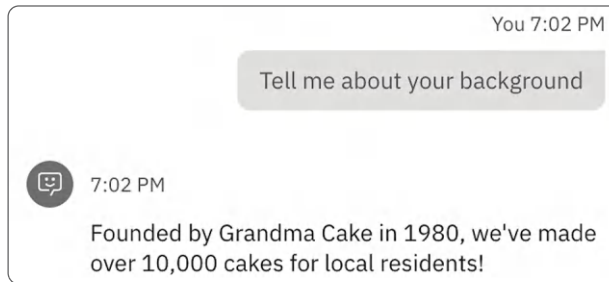 You 7:02 PM
Tell me about your background
7:02 PM
Founded by Grandma Cake in 1980, we've made
over 10,000 cakes for local residents!